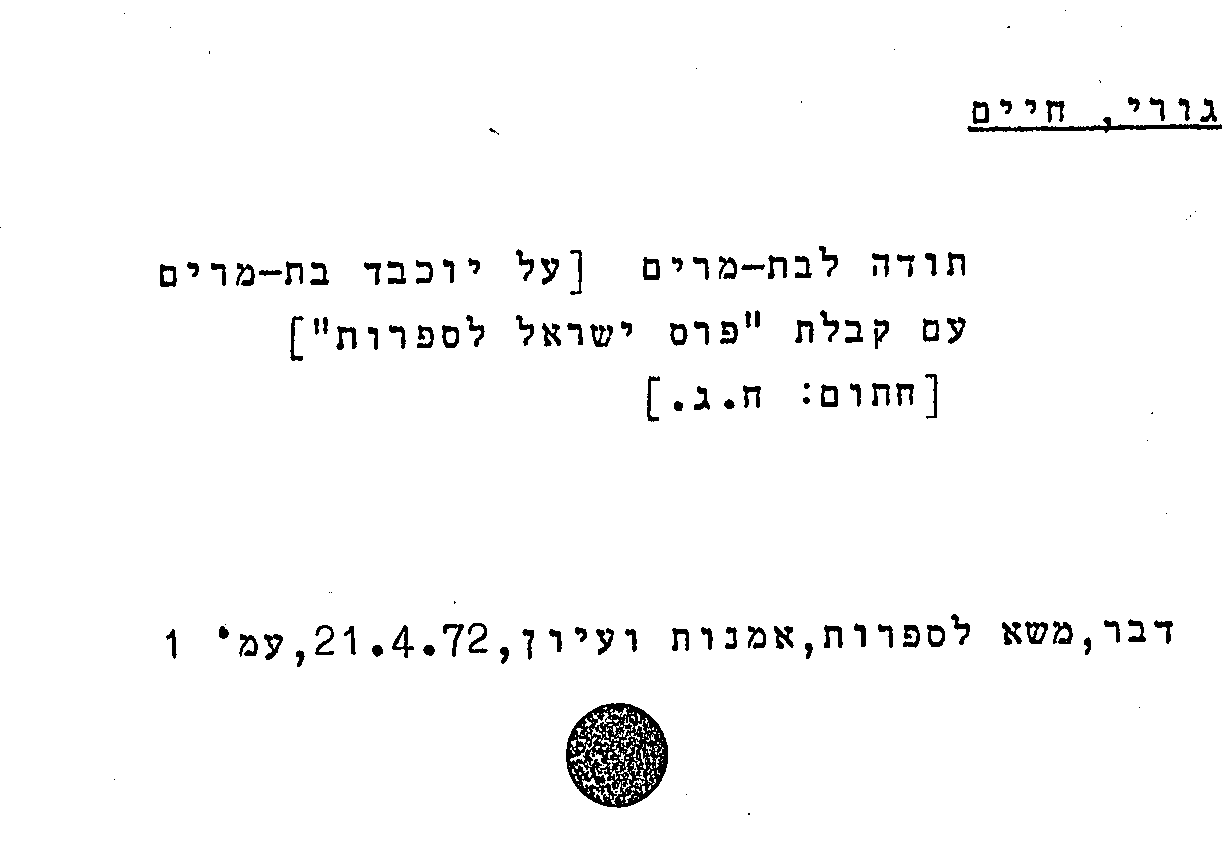 גורי, חיים
תודה לבת-מרים [על יוכבד בת-מרים
עם קבלת "פרס ישראל לספרות"]
[חתום: ח.ג.]
דבר,משא לספרות,אמנות ועיון,21.4.72,עמ' 1